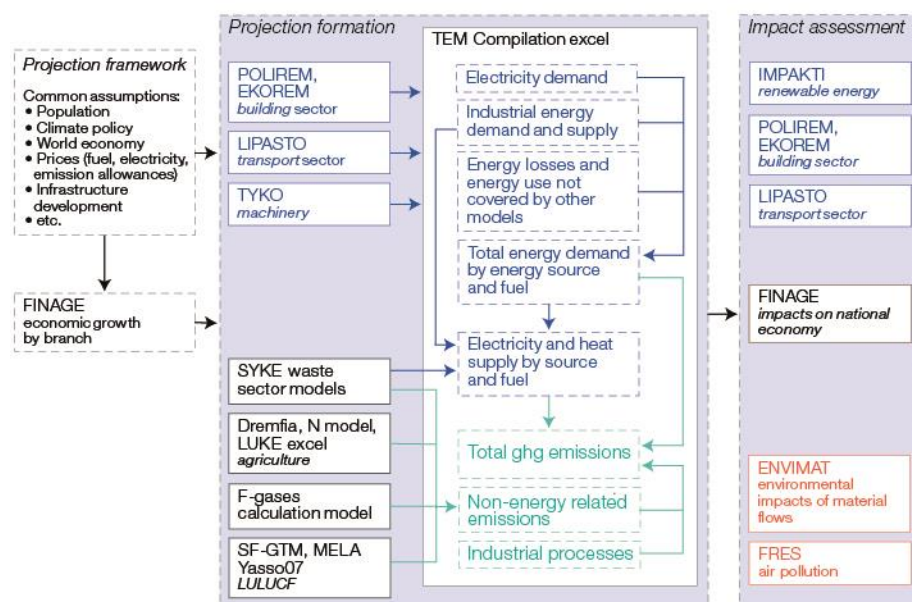 Projection framework
Common assumptions:
• Population
• Climate policy
• World economy
• Prices (fuel, electricity,
emission allowances)
• Infrastructure
development
• etc.
FINAGE
economic growth
by branch
Projection formation
POLIREM,
EKOREM
building sector
LIPASTO
transport sector
TYKO
machinery
SYKE waste
sector models
Dremfia, N model,
LUKE excel
agriculture
F-gases
calculation model
SF-GTM, MELA
Yasso07
LULUCF
TEM Compilation excel
Electricity demand
Industrial energy
demand and supply
Energy losses and
energy use not
covered by other
models
Total energy demand
by energy source
and fuel
Electricity and heat
supply by source
and fuel
Total ghg emissions
Non-energy related
emissions
Industrial processes
Impact assessment
IMPAKTI
renewable energy
POLIREM,
EKOREM
building sector
LIPASTO
transport sector
FINAGE
impacts on national
economy
ENVIMAT
environmental
impacts of material
flows
FRES
air pollution